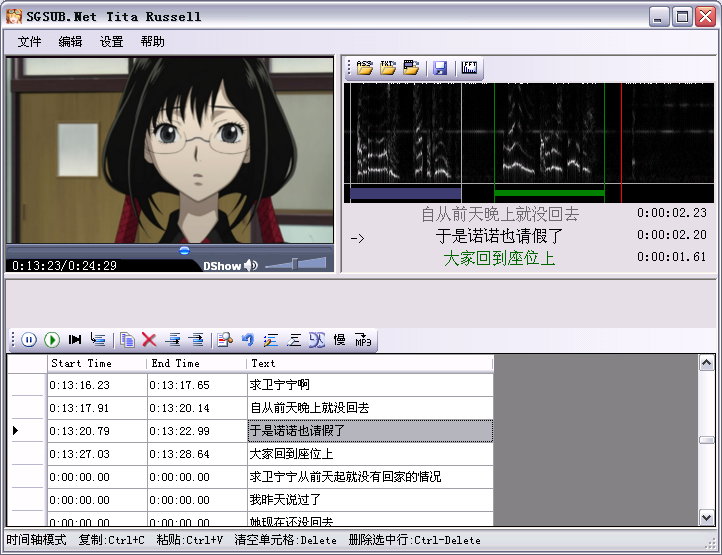 SGSUB.Net Tita Russell
文件 编辑 设置 帮助
ASS TXT FFT
自从前天晚上就没回去 0:00:02.23
-> 于是诺诺也请假了 0:00:02.20
大家回到座位上 0:00:01.61
0:13:23/0:24:29 DShow
慢 MP3
Start Time End Time Text
0:13:16.23 0:13:17.65 求卫宁宁啊
0:13:17.91 0:13:20.14 自从前天晚上就没回去
0:13:20.79 0:13:22.99 于是诺诺也请假了
0:13:27.03 0:13:28.64 大家回到座位上
0:00:00.00 0:00:00.00 求卫宁宁从前天起就没有回家的情况
0:00:00.00 0:00:00.00 我昨天说过了
0:00:00.00 0:00:00.00 她现在还没回去
时间轴模式 复制:Ctrl+C 粘贴:Ctrl+V 清空单元格:Delete 删除选中行:Ctrl-Delete